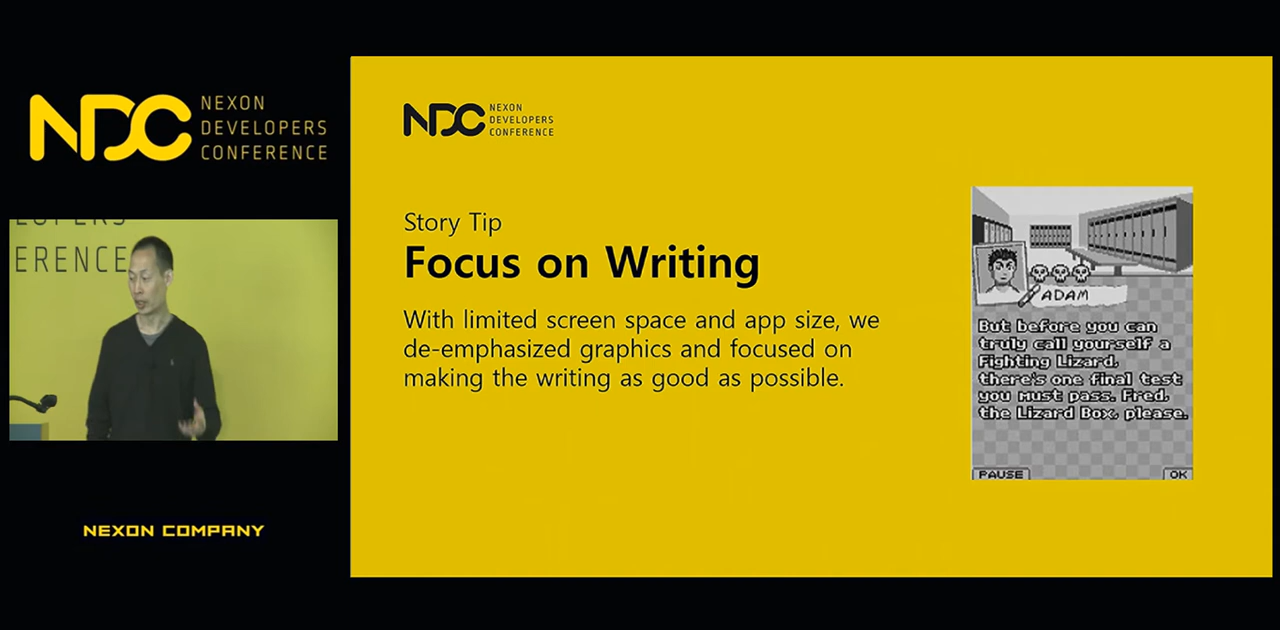 NDC NEXON
DEVELOPERS
CONFERENCE
ERENCE
NEXON COMPANY
NDC NEXON
DEVELOPERS
CONFERENCE
Story Tip
Focus on Writing
With limited screen space and app size, we
de-emphasized graphics and focused on
making the writing as good as possible.
ADAM
But before you can
truly call yourself a
Fighting Lizard,
there's one final test
you must pass. Fred,
the Lizard Box, please.
PAUSE
OK